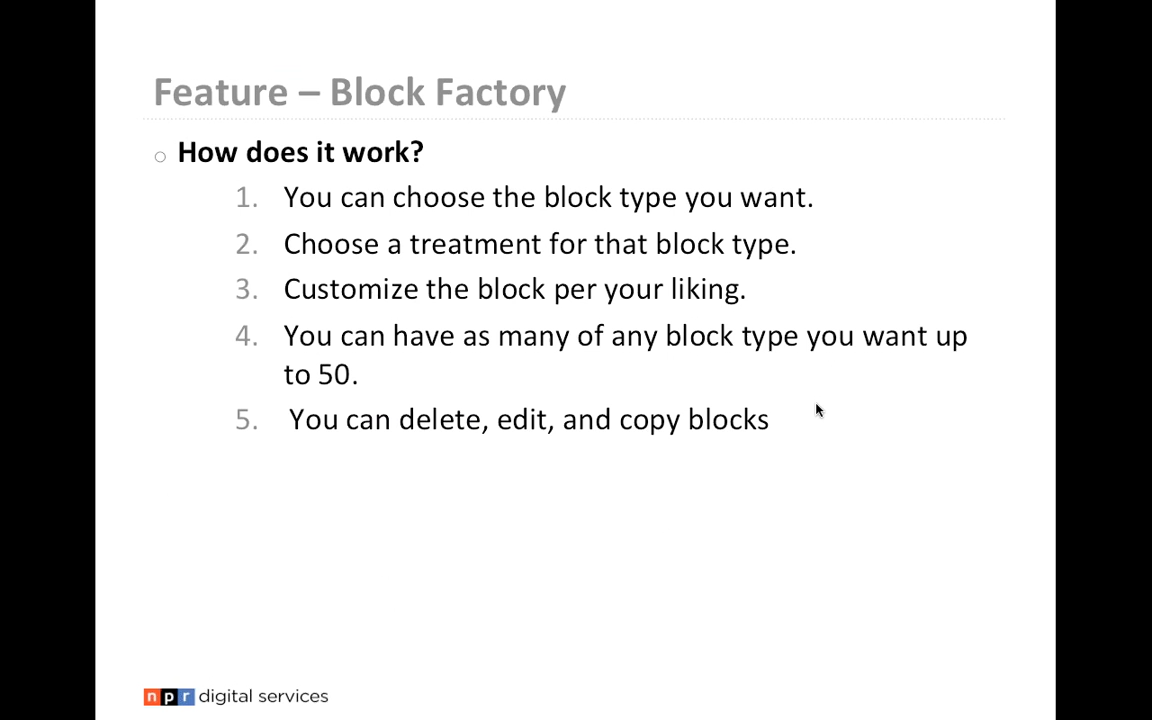 Feature – Block Factory
How does it work?
1. You can choose the block type you want.
2. Choose a treatment for that block type.
3. Customize the block per your liking.
4. You can have as many of any block type you want up
to 50.
5. You can delete, edit, and copy blocks
npr digital services